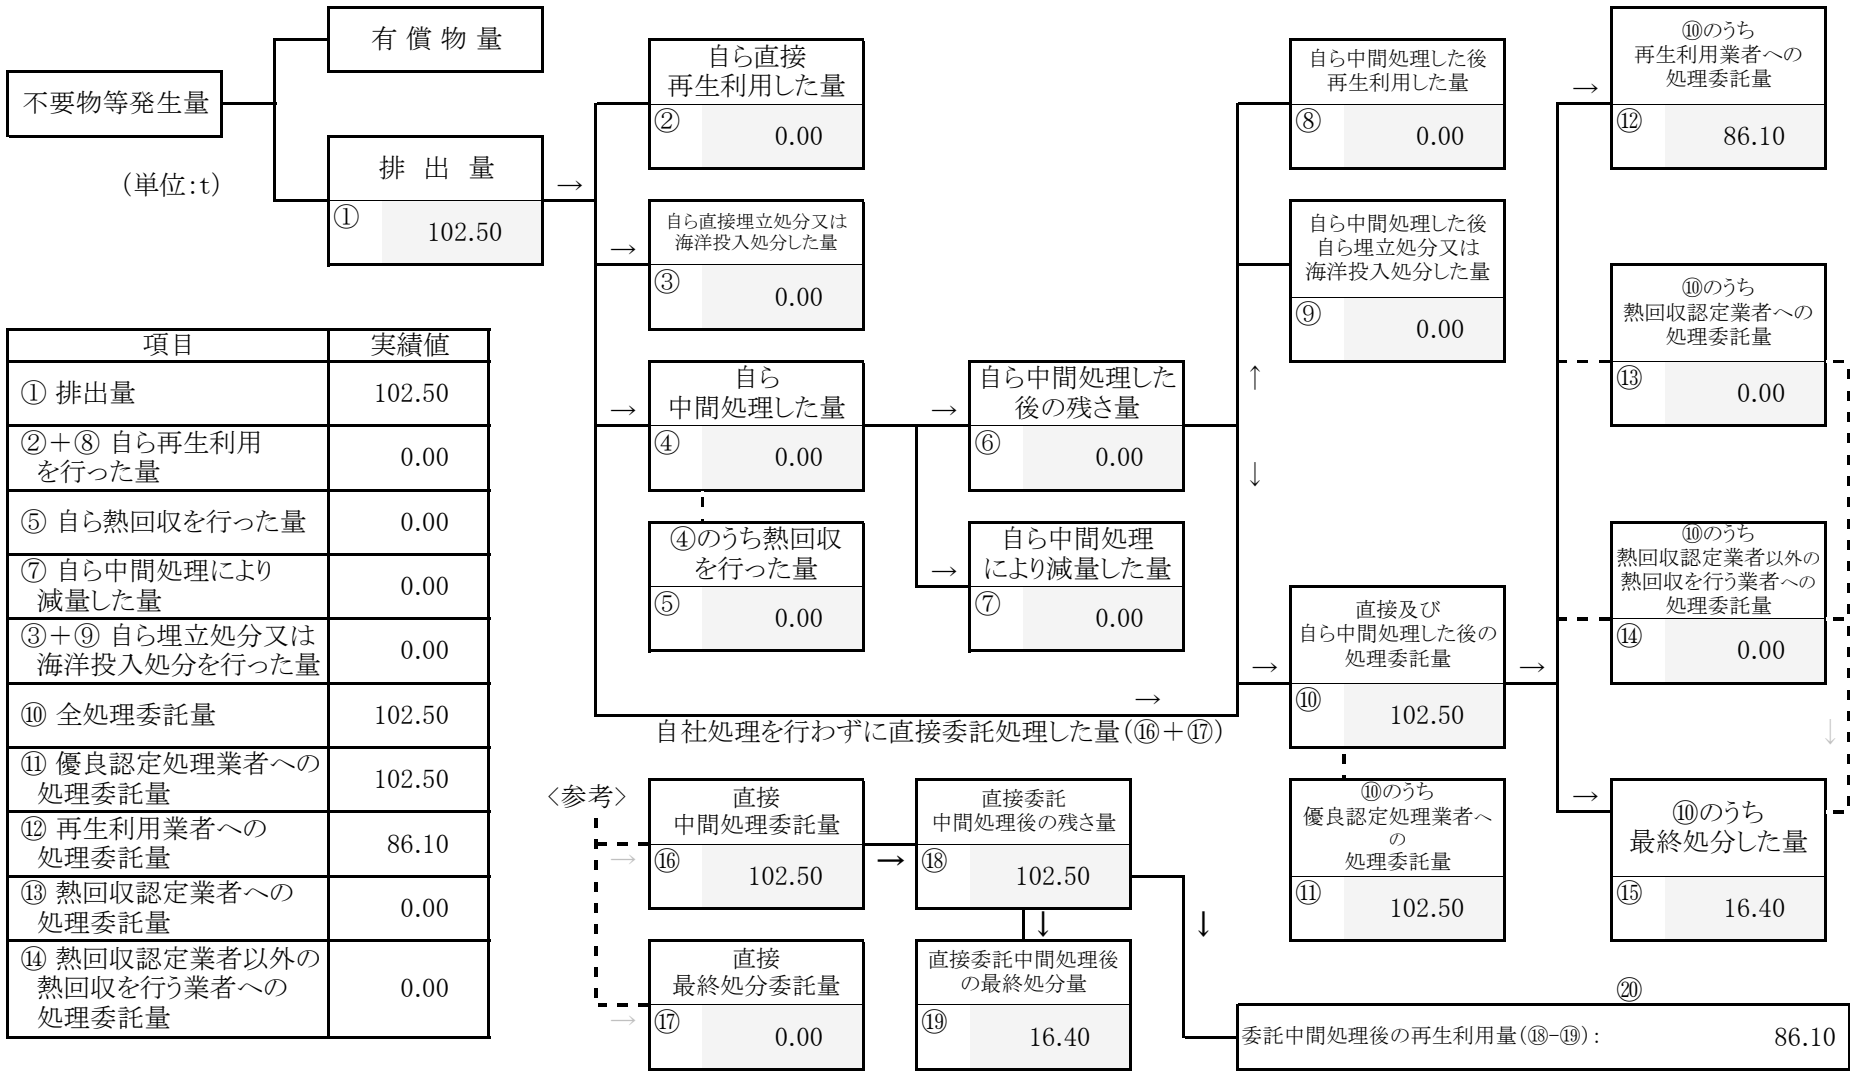 不要物等発生量
(単位:t)
有 償 物 量
排 出 量
①
102.50
→
自ら直接
再生利用した量
②
0.00
→
自ら直接埋立処分又は
海洋投入処分した量
③
0.00
→
自ら
中間処理した量
④
0.00
④のうち熱回収
を行った量
⑤
0.00
→
自ら中間処理した
後の残さ量
⑥
0.00
→
自ら中間処理
により減量した量
⑦
0.00
↑
↓
自ら中間処理した後
再生利用した量
⑧
0.00
自ら中間処理した後
自ら埋立処分又は
海洋投入処分した量
⑨
0.00
→
自社処理を行わずに直接委託処理した量(⑯+⑰)
→
直接及び
自ら中間処理した後の
処理委託量
⑩
102.50
→
⑩のうち
優良認定処理業者へ
の
処理委託量
⑪
102.50
→
⑩のうち
再生利用業者への
処理委託量
⑫
86.10
⑩のうち
熱回収認定業者への
処理委託量
⑬
0.00
⑩のうち
熱回収認定業者以外の
熱回収を行う業者への
処理委託量
⑭
0.00
↓
→
⑩のうち
最終処分した量
⑮
16.40
項目 実績値
① 排出量 102.50
②+⑧ 自ら再生利用
を行った量 0.00
⑤ 自ら熱回収を行った量 0.00
⑦ 自ら中間処理により
減量した量 0.00
③+⑨ 自ら埋立処分又は
海洋投入処分を行った量 0.00
⑩ 全処理委託量 102.50
⑪ 優良認定処理業者への
処理委託量 102.50
⑫ 再生利用業者への
処理委託量 86.10
⑬ 熱回収認定業者への
処理委託量 0.00
⑭ 熱回収認定業者以外の
熱回収を行う業者への
処理委託量 0.00
<参考>
→
直接
中間処理委託量
⑯
102.50
→
直接委託
中間処理後の残さ量
⑱
102.50
↓
↓
→
直接
最終処分委託量
⑰
0.00
直接委託中間処理後
の最終処分量
⑲
16.40
⑳
委託中間処理後の再生利用量(⑱-⑲): 86.10